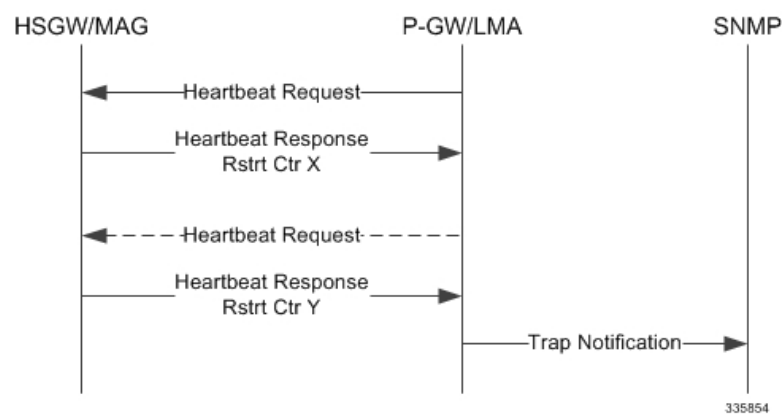 HSGW/MAG P-GW/LMA SNMP
Heartbeat Request
Heartbeat Response
Rstrt Ctr X
Heartbeat Request
Heartbeat Response
Rstrt Ctr Y
Trap Notification
335854